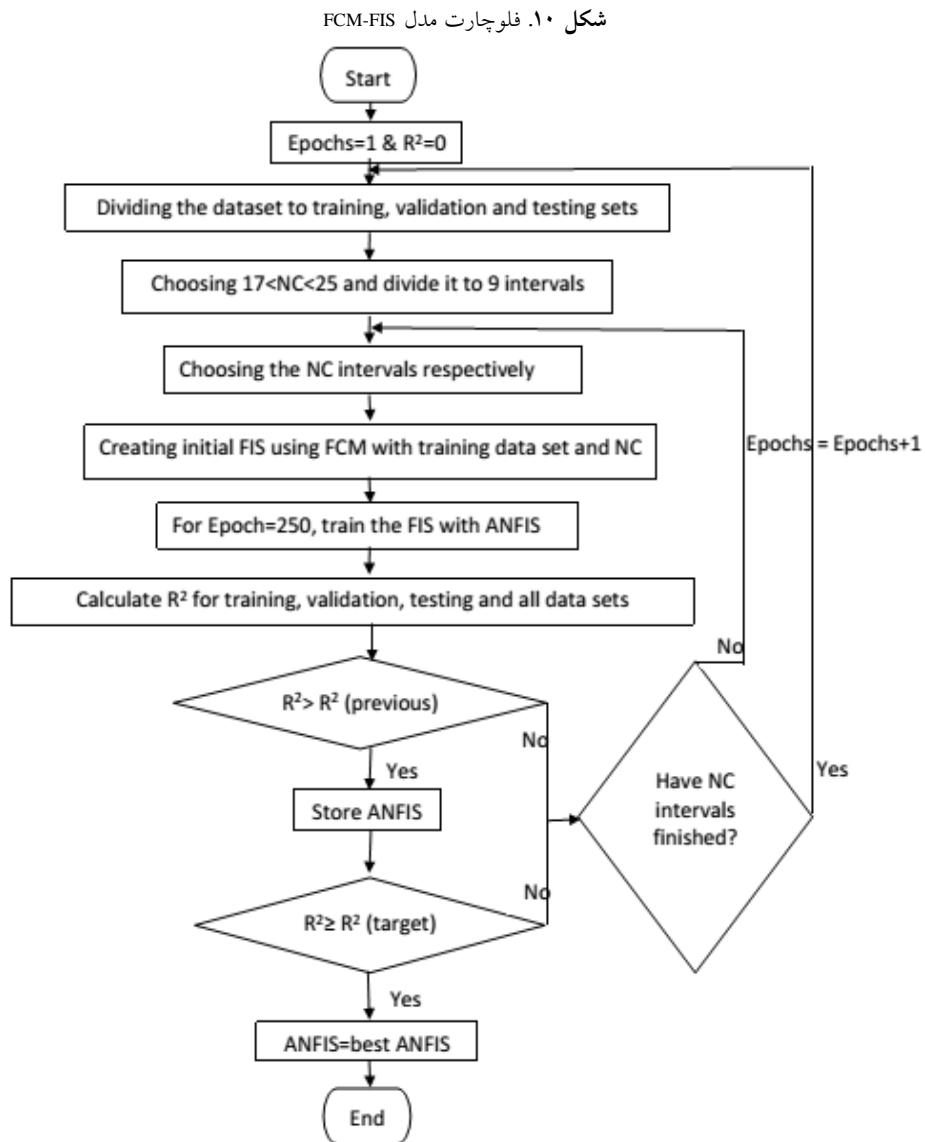 شکل ۱۰. فلوچارت مدل FCM-FIS
Start
Epochs=1 & R²=0
Dividing the dataset to training, validation and testing sets
Choosing 17<NC<25 and divide it to 9 intervals
Choosing the NC intervals respectively
Creating initial FIS using FCM with training data set and NC
Epochs = Epochs+1
For Epoch=250, train the FIS with ANFIS
Calculate R² for training, validation, testing and all data sets
No
R²> R² (previous)
No
Yes
Store ANFIS
Have NC
intervals
finished?
Yes
No
R²≥ R² (target)
Yes
ANFIS=best ANFIS
End